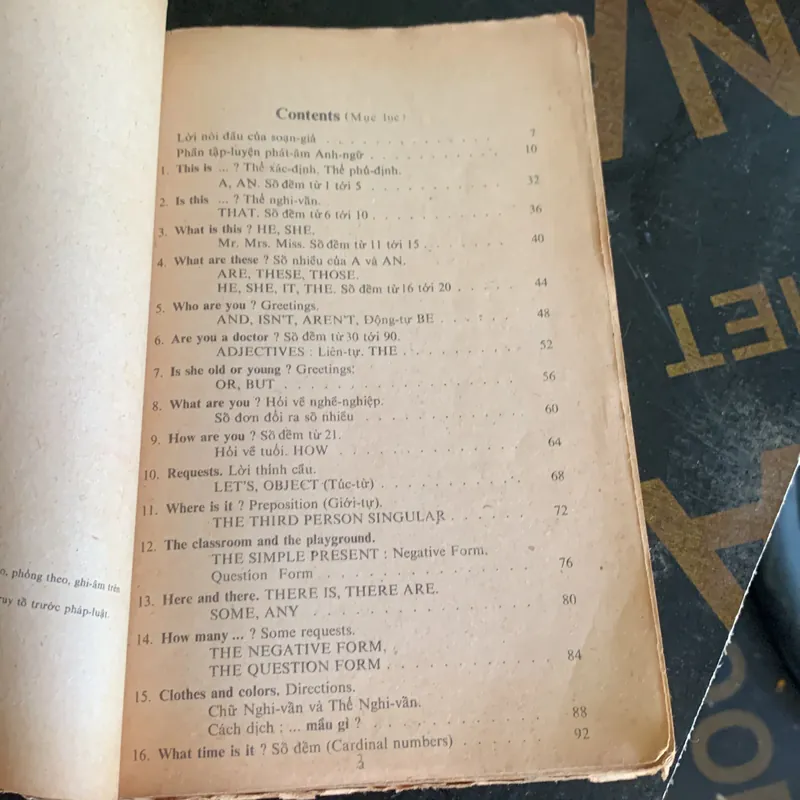 Contents (Mục lục)
Lời nói đầu của soạn-giả . . . . . . . . . . 7
Phần tập-luyện phát-âm Anh-ngữ . . . . . . . . . . 10
1. This is ... ? Thể xác-định, Thể phủ-định.
A, AN. Số đếm từ 1 tới 5 . . . . . . . . . . 32
2. Is this ... ? Thể nghi-vấn.
THAT. Số đếm từ 6 tới 10 . . . . . . . . . . 36
3. What is this ? HE, SHE.
Mr. Mrs. Miss. Số đếm từ 11 tới 15 . . . . . . 40
4. What are these ? Số nhiều của A và AN.
ARE, THESE, THOSE.
HE, SHE, IT, THE. Số đếm từ 16 tới 20 . . . . . . 44
5. Who are you ? Greetings.
AND, ISN'T, AREN'T, Động-tự BE . . . . . . 48
6. Are you a doctor ? Số đếm từ 30 tới 90.
ADJECTIVES : Liên-tự. THE . . . . . . . . 52
7. Is she old or young ? Greetings.
OR, BUT . . . . . . . . . . . . 56
8. What are you ? Hỏi về nghề-nghiệp.
Số đơn đổi ra số nhiều . . . . . . . . . . 60
9. How are you ? Số đếm từ 21.
Hỏi về tuổi. HOW . . . . . . . . . . 64
10. Requests. Lời thỉnh cầu.
LET'S, OBJECT (Túc-từ) . . . . . . . . 68
11. Where is it ? Preposition (Giới-tự).
THE THIRD PERSON SINGULAR . . . . . . 72
12. The classroom and the playground.
THE SIMPLE PRESENT : Negative Form.
Question Form . . . . . . . . . . 76
13. Here and there. THERE IS, THERE ARE.
SOME, ANY . . . . . . . . . . 80
14. How many ... ? Some requests.
THE NEGATIVE FORM.
THE QUESTION FORM . . . . . . . . 84
15. Clothes and colors. Directions.
Chữ Nghi-vấn và Thể Nghi-vấn.
Cách dịch : ... mầu gì ? . . . . . . . . 88
16. What time is it ? Số đếm (Cardinal numbers) . . . . . . 92
3
phỏng theo, ghi-âm trên
truy tố trước pháp-luật.